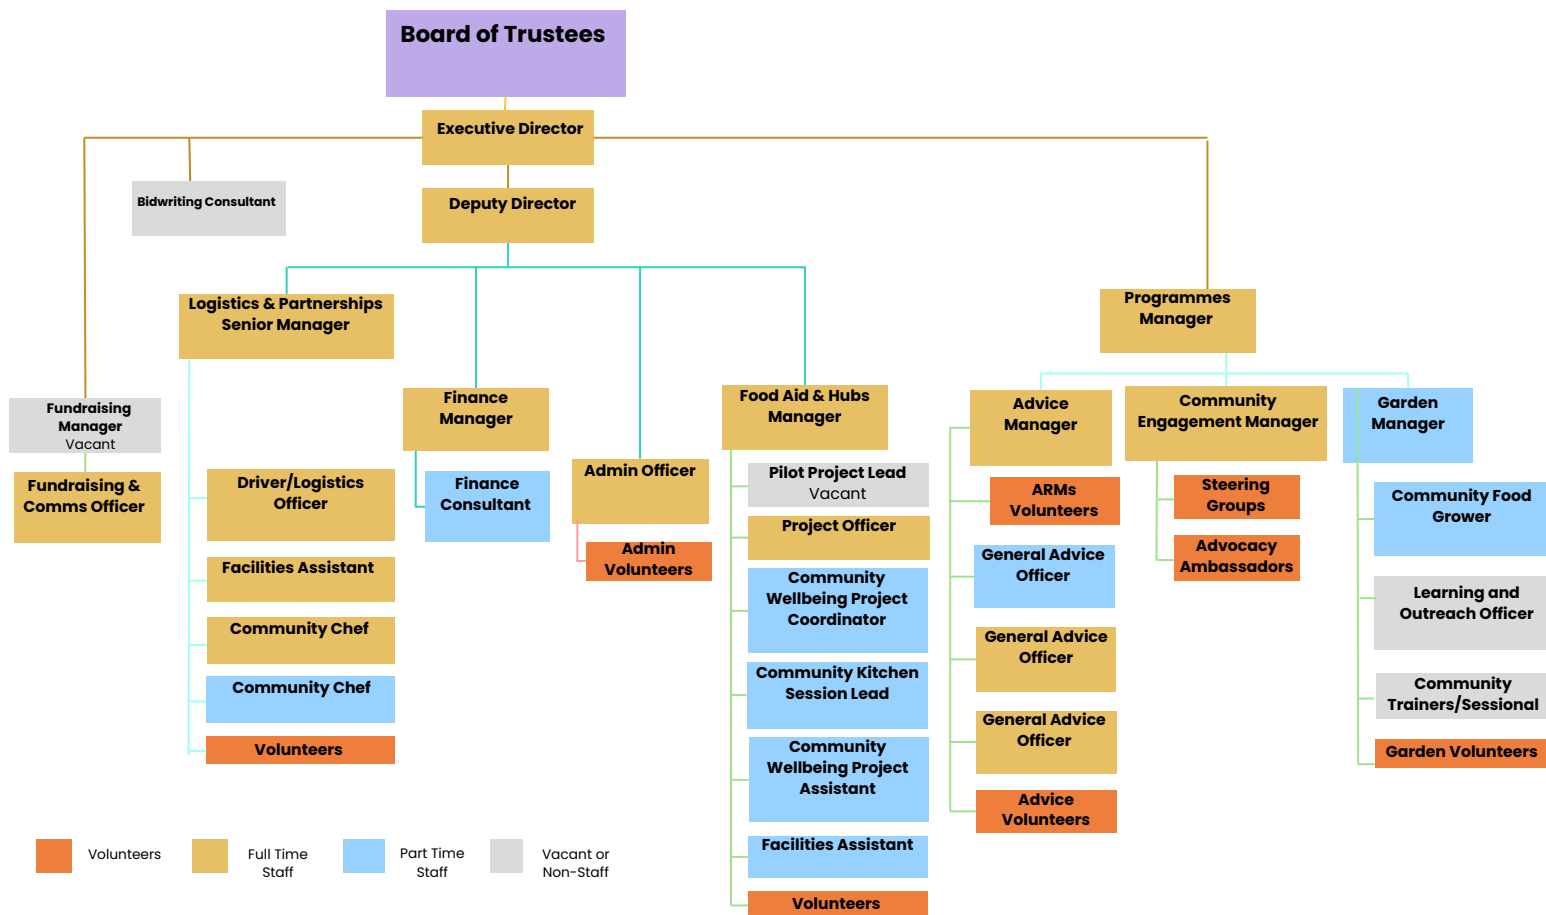 Board of Trustees
Executive Director
Bidwriting Consultant
Deputy Director
Logistics & Partnerships
Senior Manager
Programmes
Manager
Fundraising
Manager
Vacant
Fundraising &
Comms Officer
Driver/Logistics
Officer
Facilities Assistant
Community Chef
Community Chef
Volunteers
Finance
Manager
Finance
Consultant
Admin Officer
Admin
Volunteers
Food Aid & Hubs
Manager
Pilot Project Lead
Vacant
Project Officer
Community
Wellbeing Project
Coordinator
Community Kitchen
Session Lead
Community
Wellbeing Project
Assistant
Facilities Assistant
Volunteers
Advice
Manager
ARMs
Volunteers
General Advice
Officer
General Advice
Officer
General Advice
Officer
Advice
Volunteers
Community
Engagement Manager
Steering
Groups
Advocacy
Ambassadors
Garden
Manager
Community Food
Grower
Learning and
Outreach Officer
Community
Trainers/Sessional
Garden Volunteers
Volunteers
Full Time
Staff
Part Time
Staff
Vacant or
Non-Staff